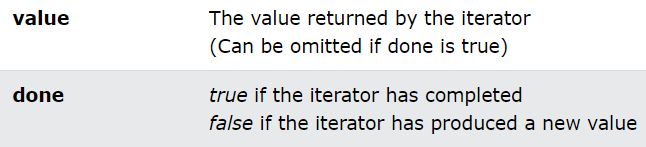 value The value returned by the iterator
(Can be omitted if done is true)
done true if the iterator has completed
false if the iterator has produced a new value